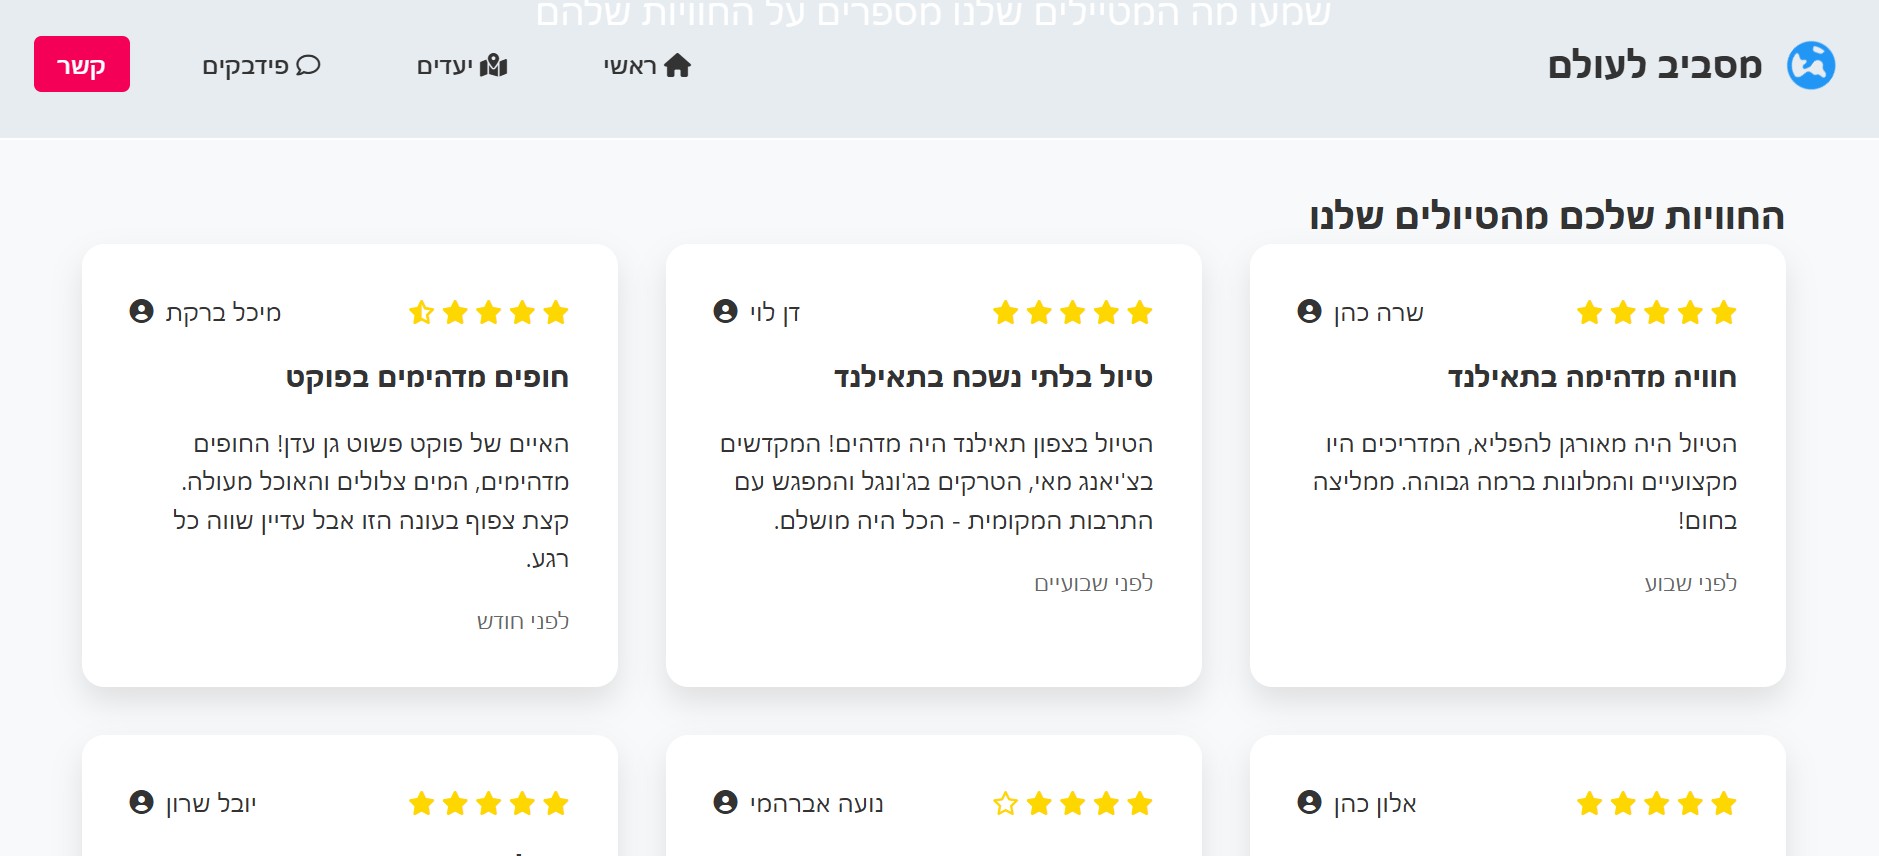 שמעו מה המטיילים שלנו מספרים על החוויות שלהם
מסביב לעולם
ראשי
יעדים
פידבקים
קשר
החוויות שלכם מהטיולים שלנו
שרה כהן
חוויה מדהימה בתאילנד
הטיול היה מאורגן להפליא, המדריכים היו
מקצועיים והמלונות ברמה גבוהה. ממליצה
בחום!
לפני שבוע
דן לוי
טיול בלתי נשכח בתאילנד
הטיול בצפון תאילנד היה מדהים! המקדשים
בצ'יאנג מאי, הטרקים בג'ונגל והמפגש עם
התרבות המקומית - הכל היה מושלם.
לפני שבועיים
מיכל ברקת
חופים מדהימים בפוקט
האיים של פוקט פשוט גן עדן! החופים
מדהימים, המים צלולים והאוכל מעולה.
קצת צפוף בעונה הזו אבל עדיין שווה כל
רגע.
לפני חודש
אלון כהן
נועה אברהמי
יובל שרון